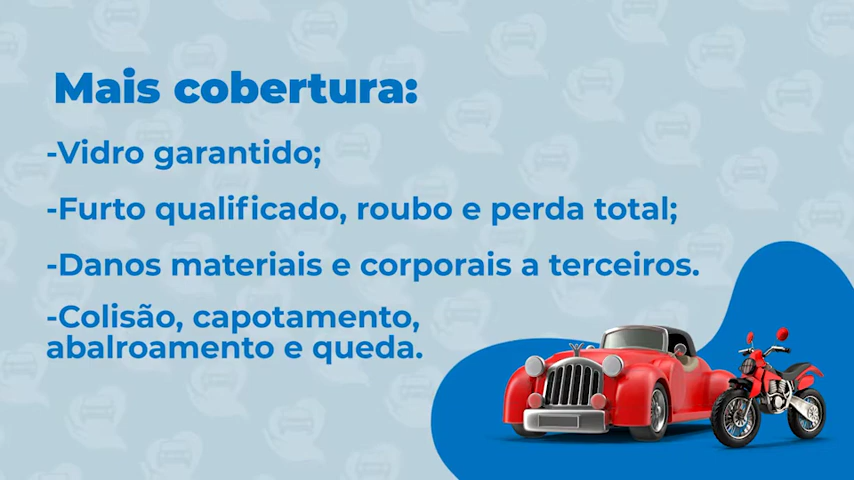 Mais cobertura:
-Vidro garantido;
-Furto qualificado, roubo e perda total;
-Danos materiais e corporais a terceiros.
-Colisão, capotamento,
abalroamento e queda.